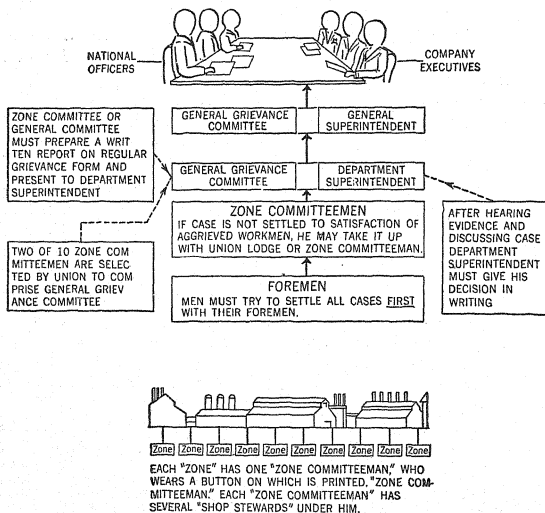 NATIONAL
OFFICERS
COMPANY
EXECUTIVES
GENERAL GRIEVANCE
COMMITTEE
GENERAL
SUPERINTENDENT
ZONE COMMITTEE OR
GENERAL COMMITTEE
MUST PREPARE A WRIT
TEN REPORT ON REGULAR
GRIEVANCE FORM AND
PRESENT TO DEPARTMENT
SUPERINTENDENT
GENERAL GRIEVANCE
COMMITTEE
DEPARTMENT
SUPERINTENDENT
ZONE COMMITTEEMEN
IF CASE IS NOT SETTLED TO SATISFACTION OF
AGGRIEVED WORKMEN, HE MAY TAKE IT UP
WITH UNION LODGE OR ZONE COMMITTEEMAN.
TWO OF 10 ZONE COM
MITTEEMEN ARE SELEC
TED BY UNION TO COM
PRISE GENERAL GRIEV
ANCE COMMITTEE
AFTER HEARING
EVIDENCE AND
DISCUSSING CASE
DEPARTMENT
SUPERINTENDENT
MUST GIVE HIS
DECISION IN
WRITING
FOREMEN
MEN MUST TRY TO SETTLE ALL CASES FIRST
WITH THEIR FOREMEN.
Zone Zone Zone Zone Zone Zone Zone Zone Zone Zone
EACH "ZONE" HAS ONE "ZONE COMMITTEEMAN," WHO
WEARS A BUTTON ON WHICH IS PRINTED, "ZONE COM-
MITTEEMAN." EACH "ZONE COMMITTEEMAN" HAS
SEVERAL "SHOP STEWARDS" UNDER HIM.